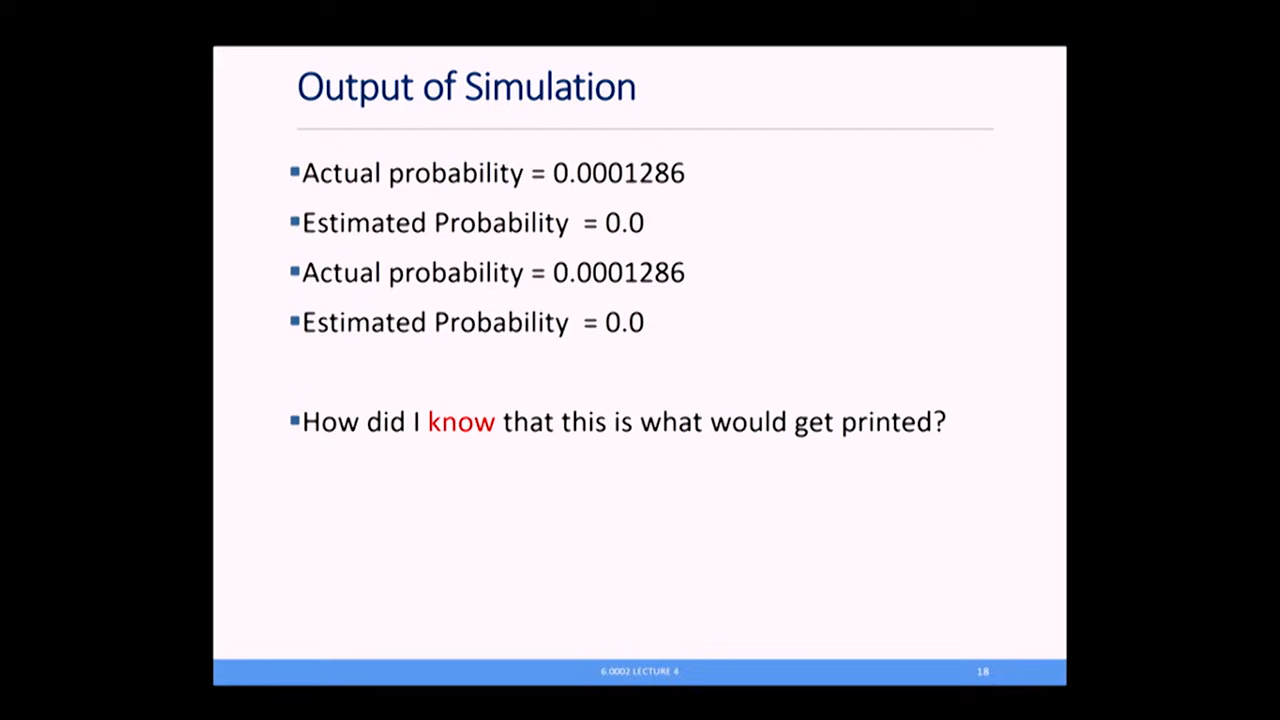 Output of Simulation
▪Actual probability = 0.0001286
▪Estimated Probability  = 0.0
▪Actual probability = 0.0001286
▪Estimated Probability  = 0.0
▪How did I know that this is what would get printed?
6.0002 LECTURE 4
18